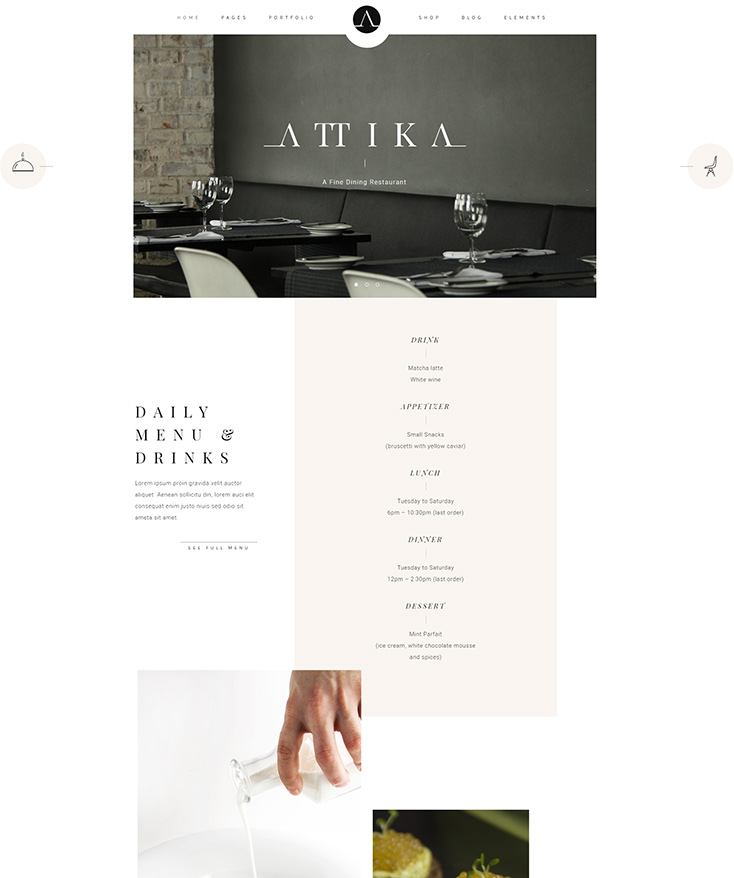 HOME PAGES PORTFOLIO SHOP BLOG ELEMENTS
ATTIKA
A Fine Dining Restaurant
DAILY
MENU &
DRINKS
Lorem ipsum proin gravida velit auctor
aliquet. Aenean sollicitu din, lorem auci elit
consequat enim justo niuis sed odio sit
ameta sit amet
SEE FULL MENU
DRINK
Matcha latte
White wine
APPETIZER
Small Snacks
(bruscetti with yellow caviar)
LUNCH
Tuesday to Saturday
6pm – 10:30pm (last order)
DINNER
Tuesday to Saturday
12pm – 2:30pm (last order)
DESSERT
Mint Parfait
(ice cream, white chocolate mousse
and spices)